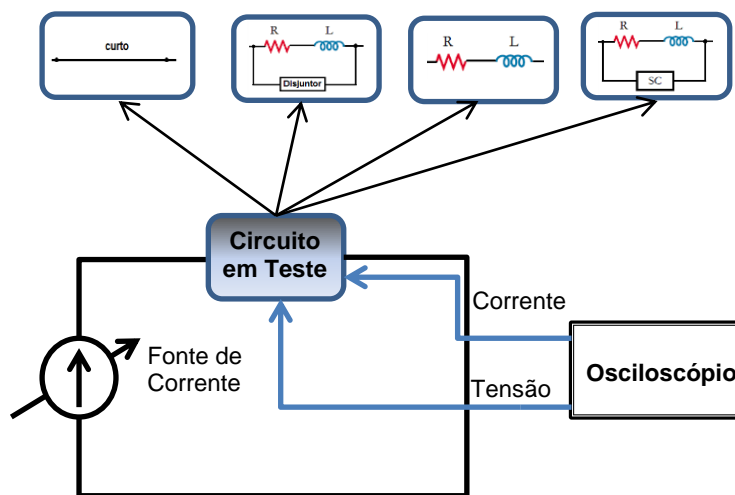 curto
R L
Disjuntor
R L
R L
SC
Circuito
em Teste
Corrente
Fonte de
Corrente
Tensão
Osciloscópio